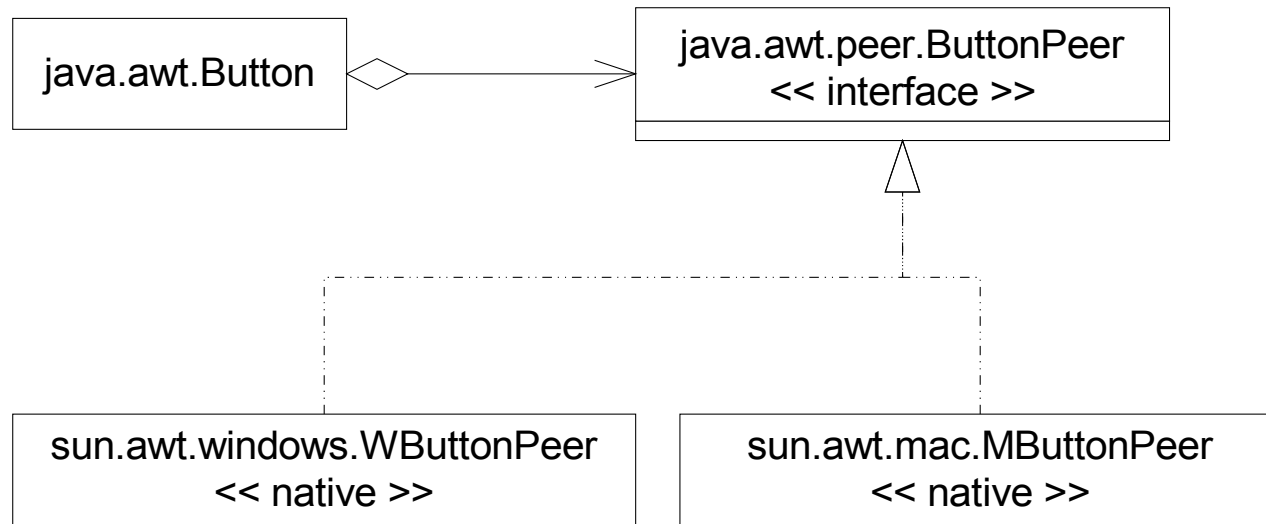 java.awt.Button
java.awt.peer.ButtonPeer
<< interface >>
sun.awt.windows.WButtonPeer
<< native >>
sun.awt.mac.MButtonPeer
<< native >>